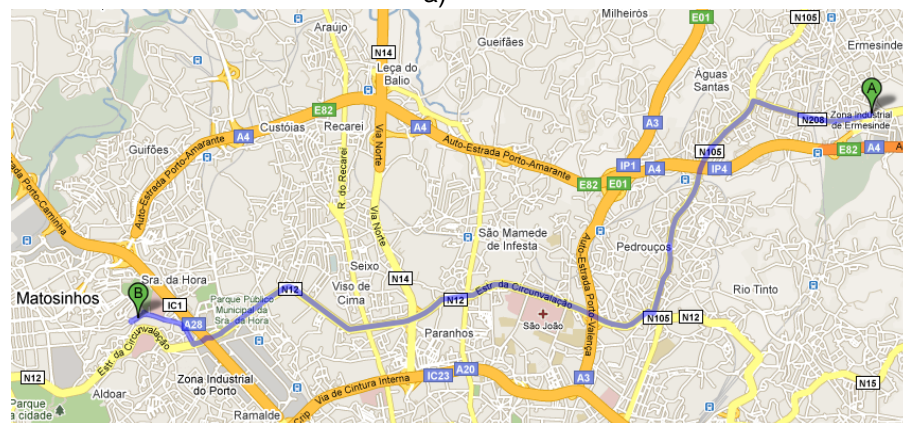 a)
Araújo
N14
Milheirós
E01
N105
Gueifães
Ermesinde
Leça do
Balio
Águas
Santas
A
E82
Zona Industrial
de Ermesinde
N208
Custóias
Recarei
A4
A4
A3
Via Norte
Auto-Estrada Porto-Amarante
N105
E82
A4
Guifões
IP1
A4
IP4
E82
E01
Auto-Estrada Porto-Amarante
R. do Recarei
Via Norte
São Mamede
de Infesta
Pedrouços
Auto-Estrada Porto-Valença
Seixo
Sra. da Hora
N14
Rio Tinto
Matosinhos
B
IC1
N12
Viso de
Cima
N12
Estr. da Circunvalação
Parque Público
Municipal da
Sra. da Hora
A28
São João
N105
N12
Paranhos
Estr. da Circunvalação
N12
Aldoar
Zona Industrial
do Porto
IC23
A20
A3
N15
Via de Cintura Interna
Parque
a cidade
Ramalde